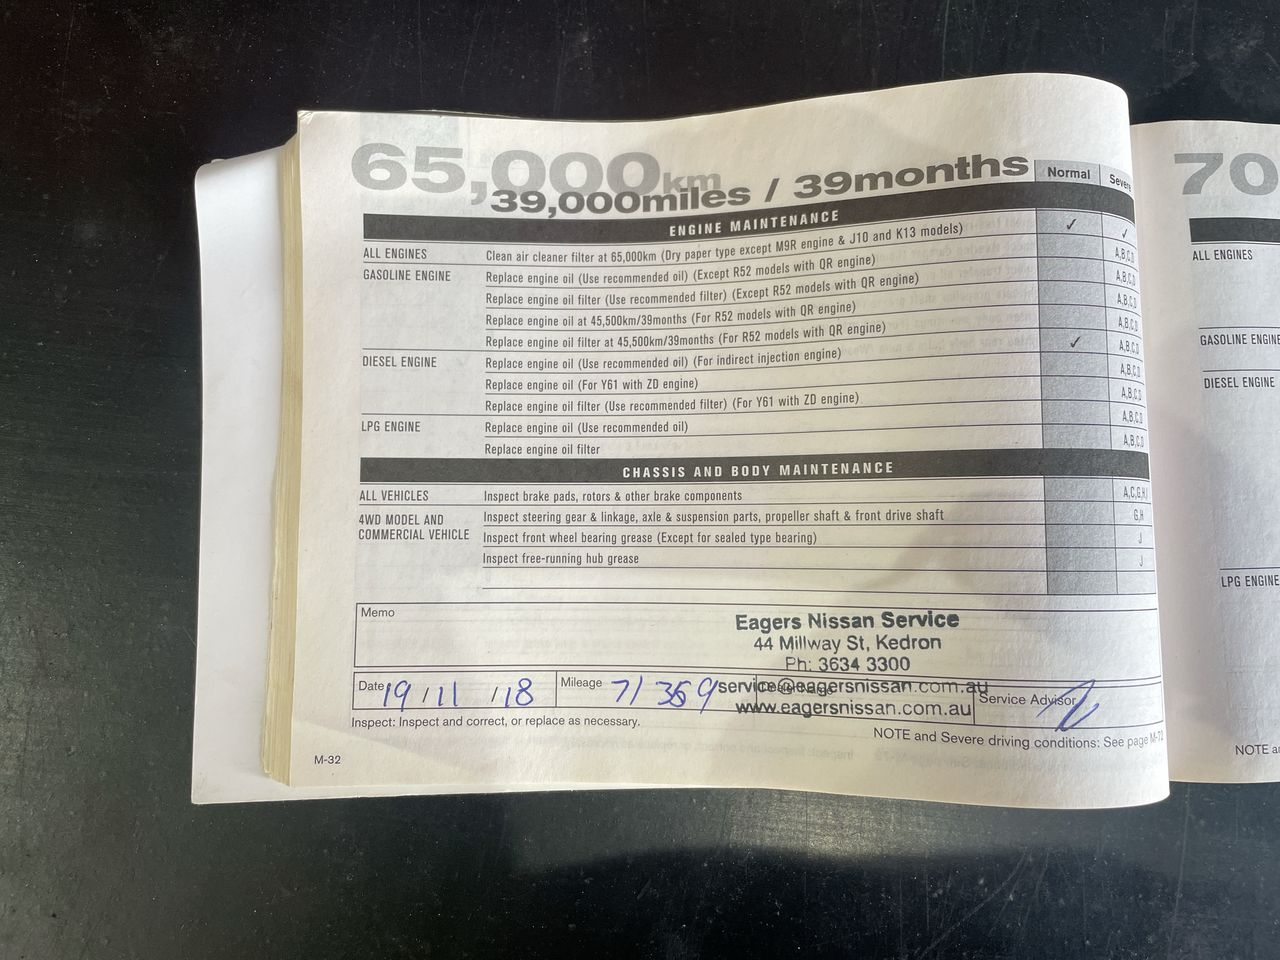 65,000km
39,000miles / 39months
Normal Severe
ENGINE MAINTENANCE
ALL ENGINES Clean air cleaner filter at 65,000km (Dry paper type except M9R engine & J10 and K13 models) ✓ ✓
GASOLINE ENGINE Replace engine oil (Use recommended oil) (Except R52 models with QR engine) A,B,C,D
Replace engine oil filter (Use recommended filter) (Except R52 models with QR engine) A,B,C,D
Replace engine oil at 45,500km/39months (For R52 models with QR engine) A,B,C,D
Replace engine oil filter at 45,500km/39months (For R52 models with QR engine) A,B,C,D
DIESEL ENGINE Replace engine oil (Use recommended oil) (For indirect injection engine) ✓ A,B,C,D
Replace engine oil (For Y61 with ZD engine) A,B,C,D
Replace engine oil filter (Use recommended filter) (For Y61 with ZD engine) A,B,C,D
LPG ENGINE Replace engine oil (Use recommended oil) A,B,C,D
Replace engine oil filter A,B,C,D
CHASSIS AND BODY MAINTENANCE
ALL VEHICLES Inspect brake pads, rotors & other brake components A,C,G,H
4WD MODEL AND COMMERCIAL VEHICLE Inspect steering gear & linkage, axle & suspension parts, propeller shaft & front drive shaft G,H
Inspect front wheel bearing grease (Except for sealed type bearing) J
Inspect free-running hub grease J
Memo
Eagers Nissan Service
44 Millway St, Kedron
Ph: 3634 3300
service@eagersnissan.com.au
www.eagersnissan.com.au
Date 19/11/18 Mileage 71369 Service Advisor
Inspect: Inspect and correct, or replace as necessary.
NOTE and Severe driving conditions: See page M-72
M-32
70
ALL ENGINES
GASOLINE ENGINE
DIESEL ENGINE
LPG ENGINE
NOTE